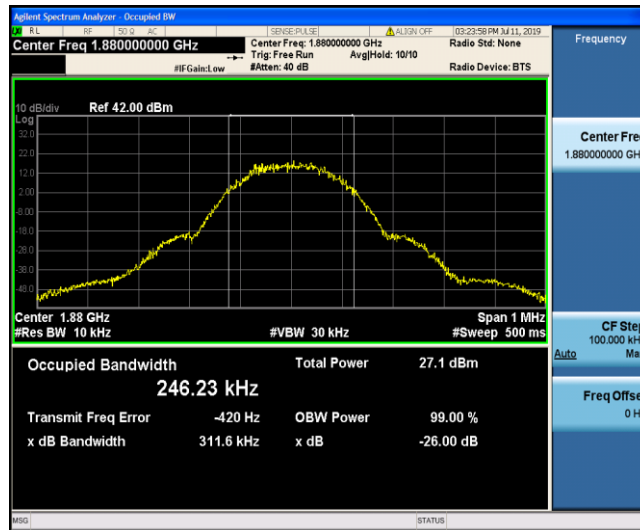 Agilent Spectrum Analyzer - Occupied BW
RL RF 50 Ω AC SENSE:PULSE ALIGN OFF 03:23:58 PM Jul 11, 2019
Center Freq 1.880000000 GHz
Center Freq: 1.880000000 GHz
Radio Std: None
Trig: Free Run Avg|Hold: 10/10
#IFGain:Low
#Atten: 40 dB
Radio Device: BTS
Frequency
10 dB/div Ref 42.00 dBm
Log
32.0
22.0
12.0
2.00
-8.00
-18.0
-28.0
-38.0
-48.0
Center 1.88 GHz Span 1 MHz
#Res BW 10 kHz #VBW 30 kHz #Sweep 500 ms
Occupied Bandwidth Total Power 27.1 dBm
246.23 kHz
Transmit Freq Error -420 Hz OBW Power 99.00 %
x dB Bandwidth 311.6 kHz x dB -26.00 dB
Center Fre
1.880000000 GH
CF Step
100.000 kH
Auto Ma
Freq Offse
0 H
MSG STATUS